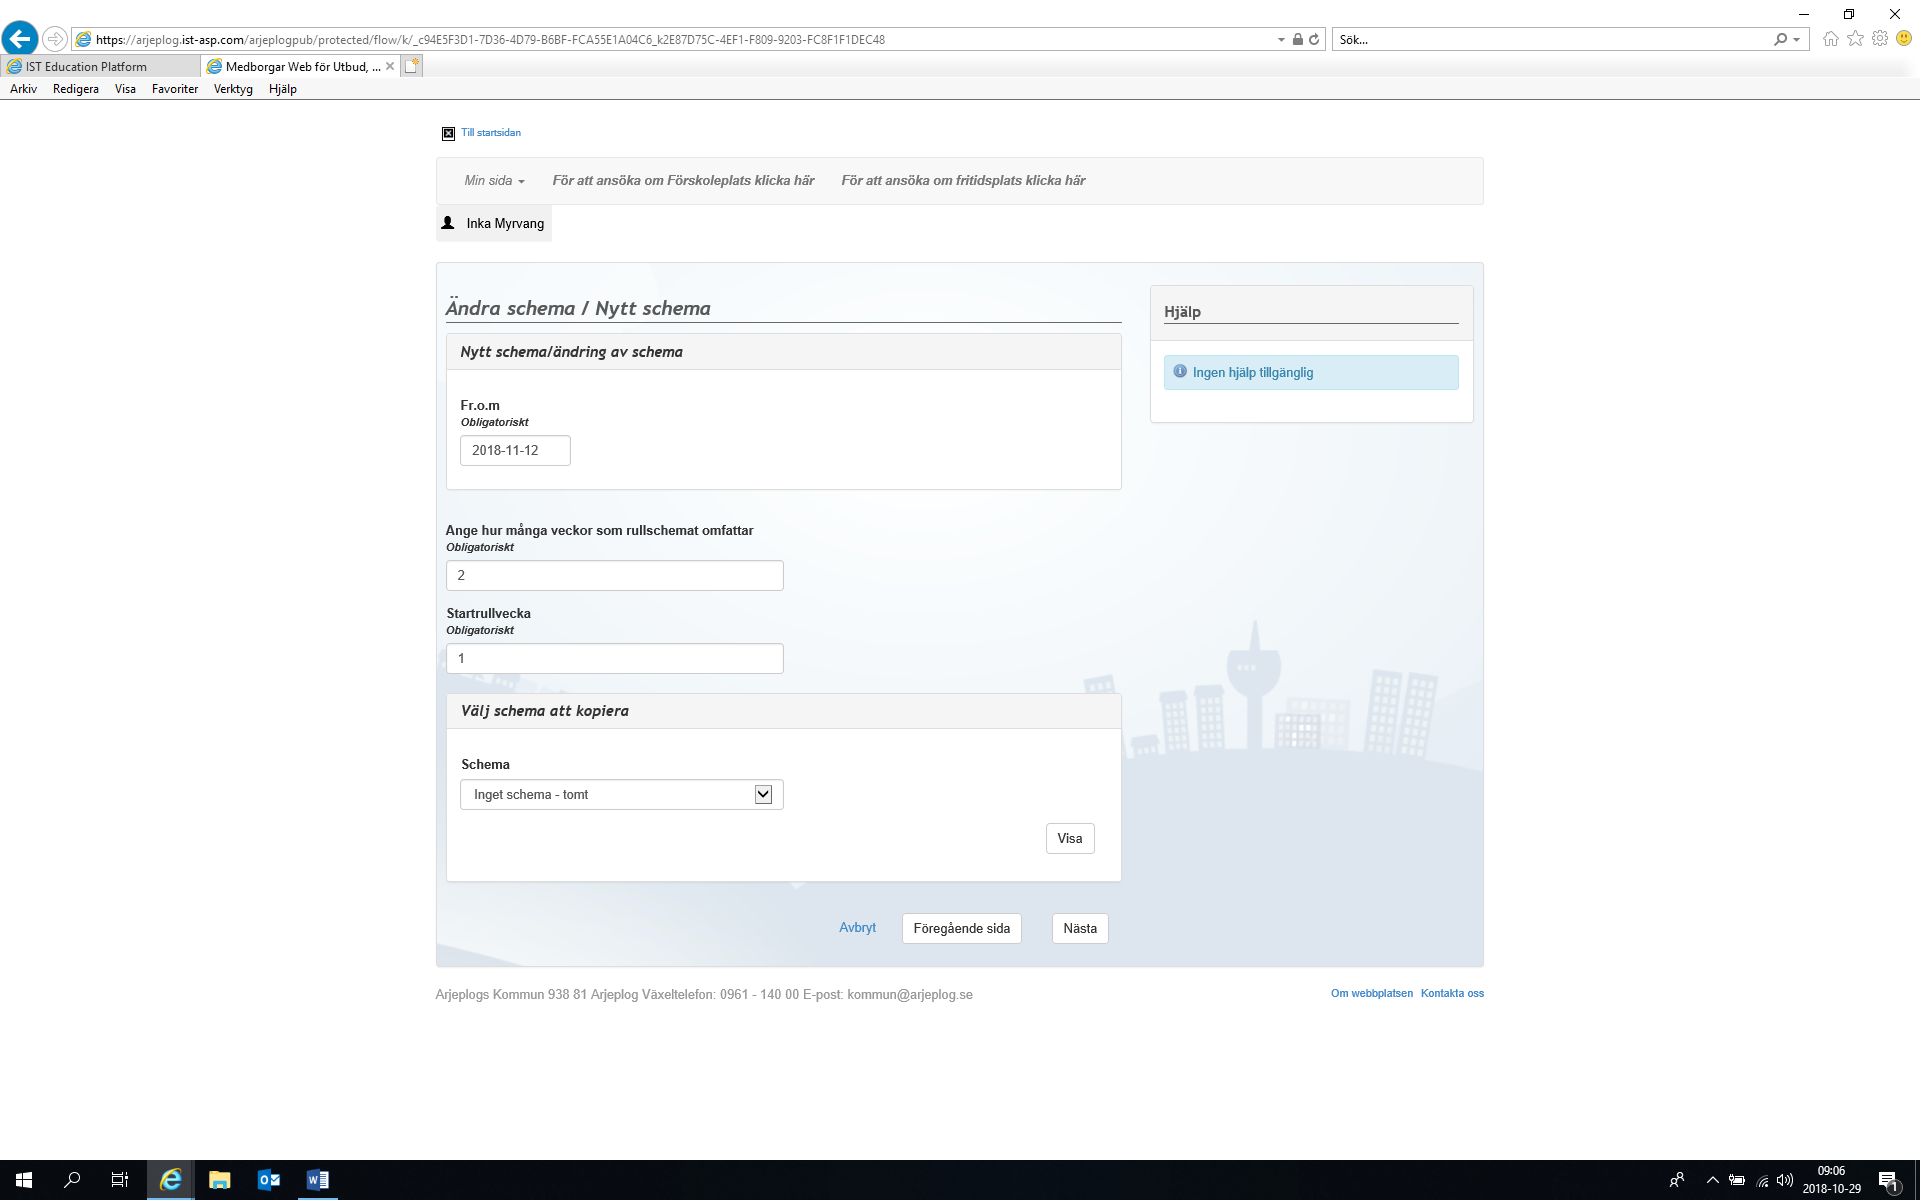 https://arjeplog.ist-asp.com/arjeplogpub/protected/flow/k/_c94E5F3D1-7D36-4D79-B6BF-FCA55E1A04C6_k2E87D75C-4EF1-F809-9203-FC8F1F1DEC48
Sök...
IST Education Platform
Medborgar Web för Utbud, ...
Arkiv Redigera Visa Favoriter Verktyg Hjälp
Till startsidan
Min sida För att ansöka om Förskoleplats klicka här För att ansöka om fritidsplats klicka här
Inka Myrvang
Ändra schema / Nytt schema
Nytt schema/ändring av schema
Fr.o.m
Obligatoriskt
2018-11-12
Ange hur många veckor som rullschemat omfattar
Obligatoriskt
2
Startrullvecka
Obligatoriskt
1
Välj schema att kopiera
Schema
Inget schema - tomt
Visa
Avbryt Föregående sida Nästa
Hjälp
Ingen hjälp tillgänglig
Arjeplogs Kommun 938 81 Arjeplog Växeltelefon: 0961 - 140 00 E-post: kommun@arjeplog.se
Om webbplatsen Kontakta oss
09:06
2018-10-29
1